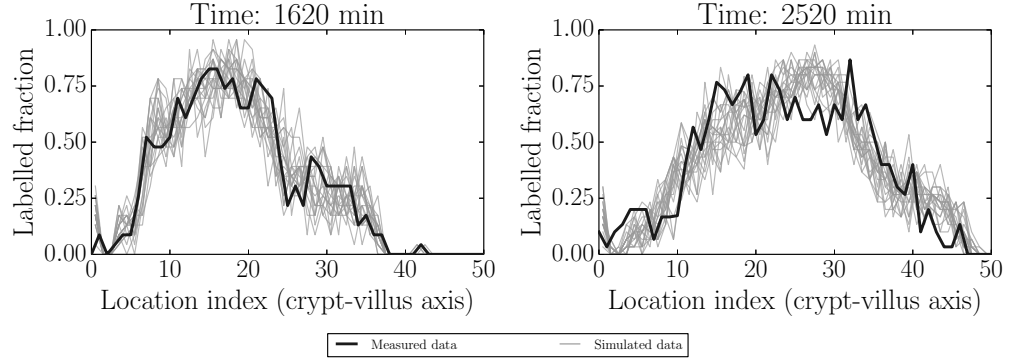 Time: 1620 min
Labelled fraction
1.00
0.75
0.50
0.25
0.00
0 10 20 30 40 50
Location index (crypt-villus axis)
Time: 2520 min
Labelled fraction
1.00
0.75
0.50
0.25
0.00
0 10 20 30 40 50
Location index (crypt-villus axis)
Measured data
Simulated data